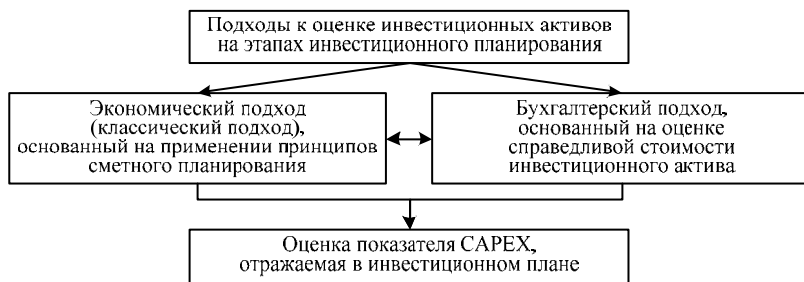 Подходы к оценке инвестиционных активов
на этапах инвестиционного планирования
Экономический подход
(классический подход),
основанный на применении принципов
сметного планирования
Бухгалтерский подход,
основанный на оценке
справедливой стоимости
инвестиционного актива
Оценка показателя CAPEX,
отражаемая в инвестиционном плане